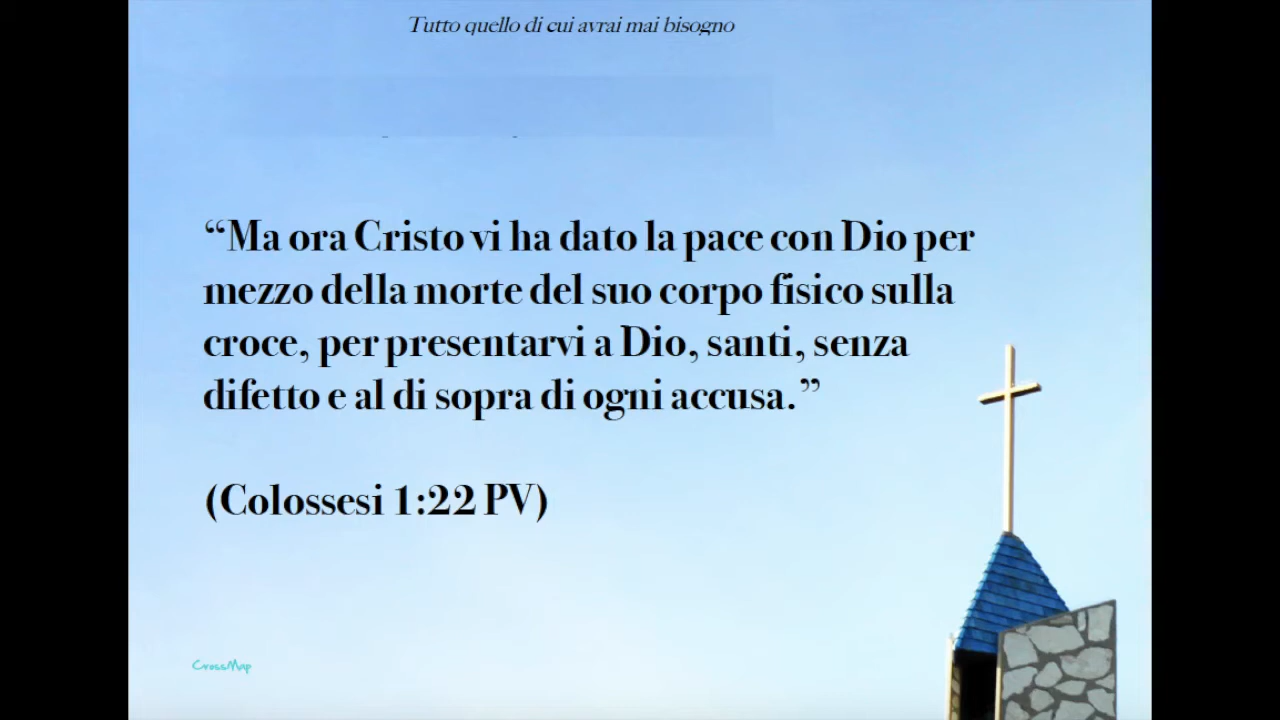 Tutto quello di cui avrai mai bisogno
“Ma ora Cristo vi ha dato la pace con Dio per
mezzo della morte del suo corpo fisico sulla
croce, per presentarvi a Dio, santi, senza
difetto e al di sopra di ogni accusa.”
(Colossesi 1:22 PV)
CrossMap